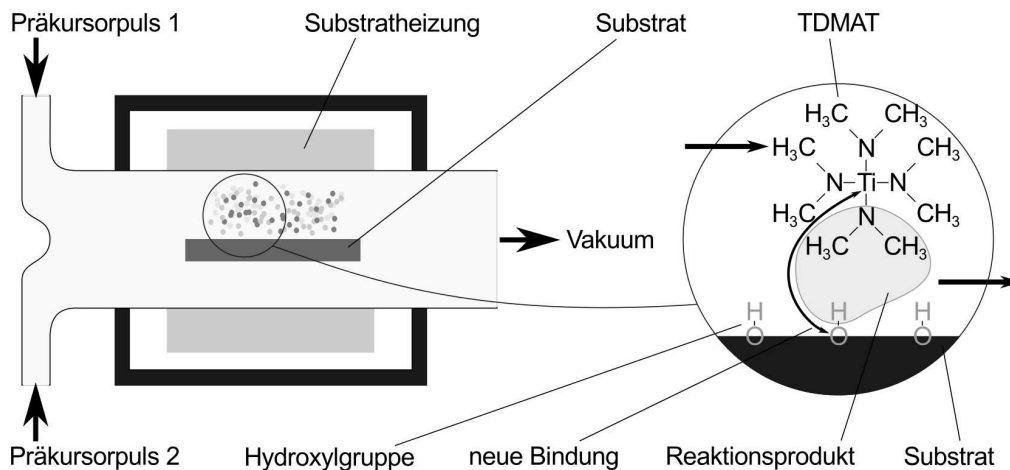 Präkursorpuls 1
Substratheizung
Substrat
TDMAT
H₃C CH₃
H₃C N CH₃
N Ti N
H₃C N CH₃
H₃C CH₃
Vakuum
H H H
O O O
Präkursorpuls 2
Hydroxylgruppe
neue Bindung
Reaktionsprodukt
Substrat